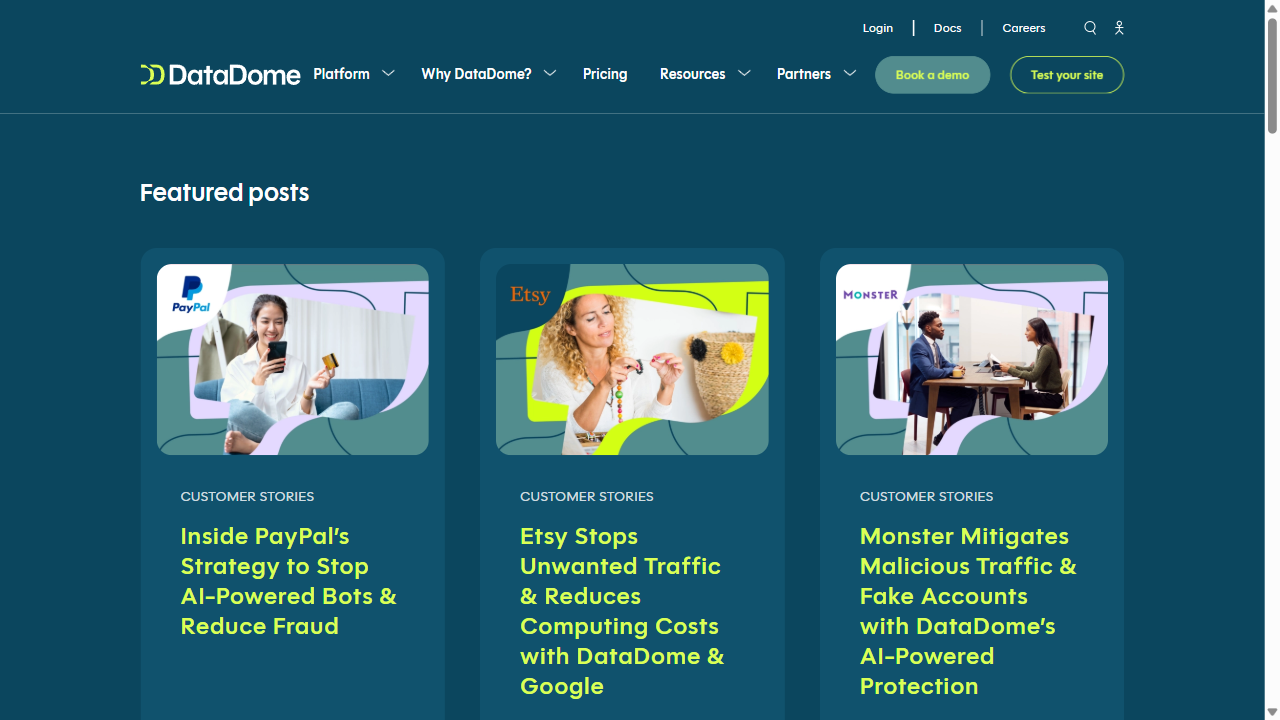 Login
Docs
Careers
DataDome
Platform
Why DataDome?
Pricing
Resources
Partners
Book a demo
Test your site
Featured posts
PayPal
Etsy
MONSTER
CUSTOMER STORIES
Inside PayPal’s
Strategy to Stop
AI-Powered Bots &
Reduce Fraud
CUSTOMER STORIES
Etsy Stops
Unwanted Traffic
& Reduces
Computing Costs
with DataDome &
Google
CUSTOMER STORIES
Monster Mitigates
Malicious Traffic &
Fake Accounts
with DataDome’s
AI-Powered
Protection